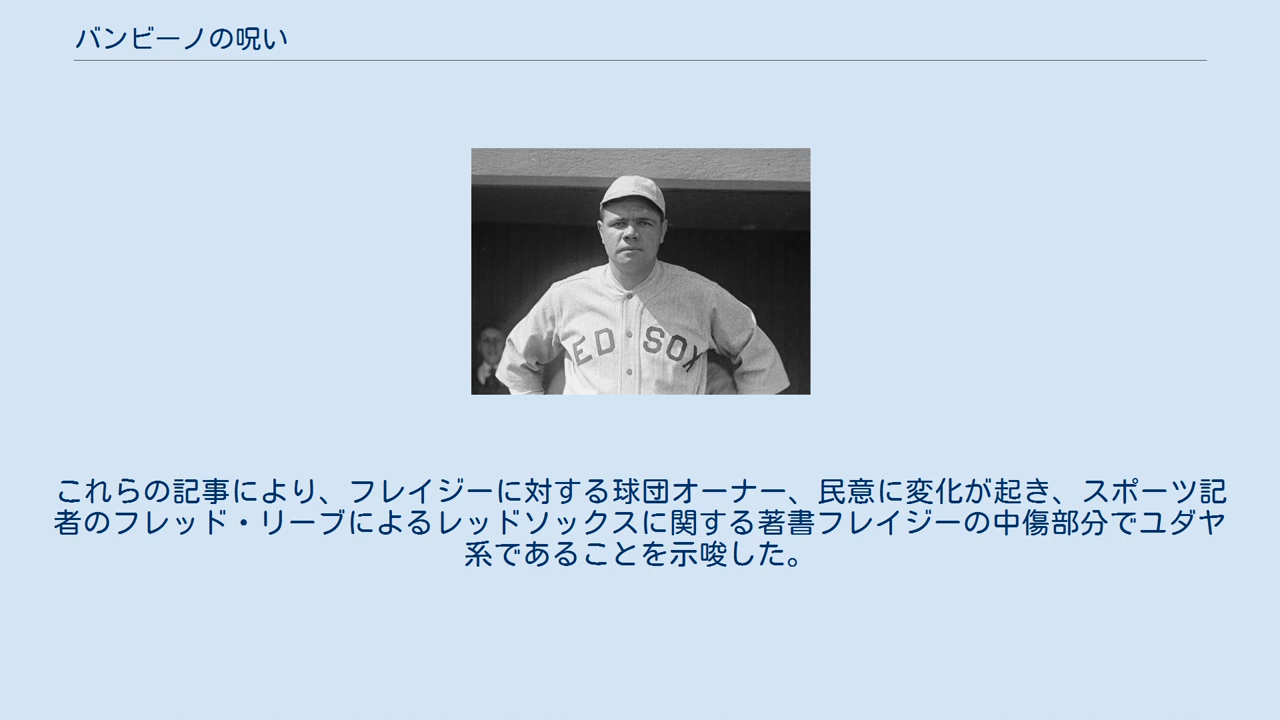 バンビーノの呪い
ED SOX
これらの記事により、フレイジーに対する球団オーナー、民意に変化が起き、スポーツ記
者のフレッド・リーブによるレッドソックスに関する著書フレイジーの中傷部分でユダヤ
系であることを示唆した。